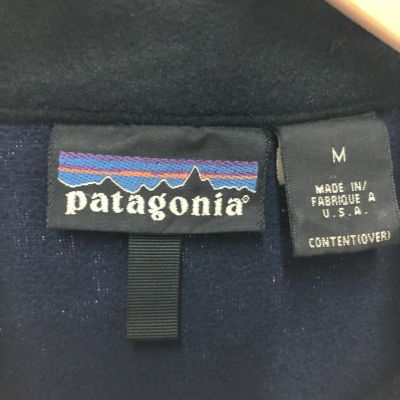 patagonia®
M
MADE IN/
FABRIQUE A
U.S.A.
CONTENT(OVER)